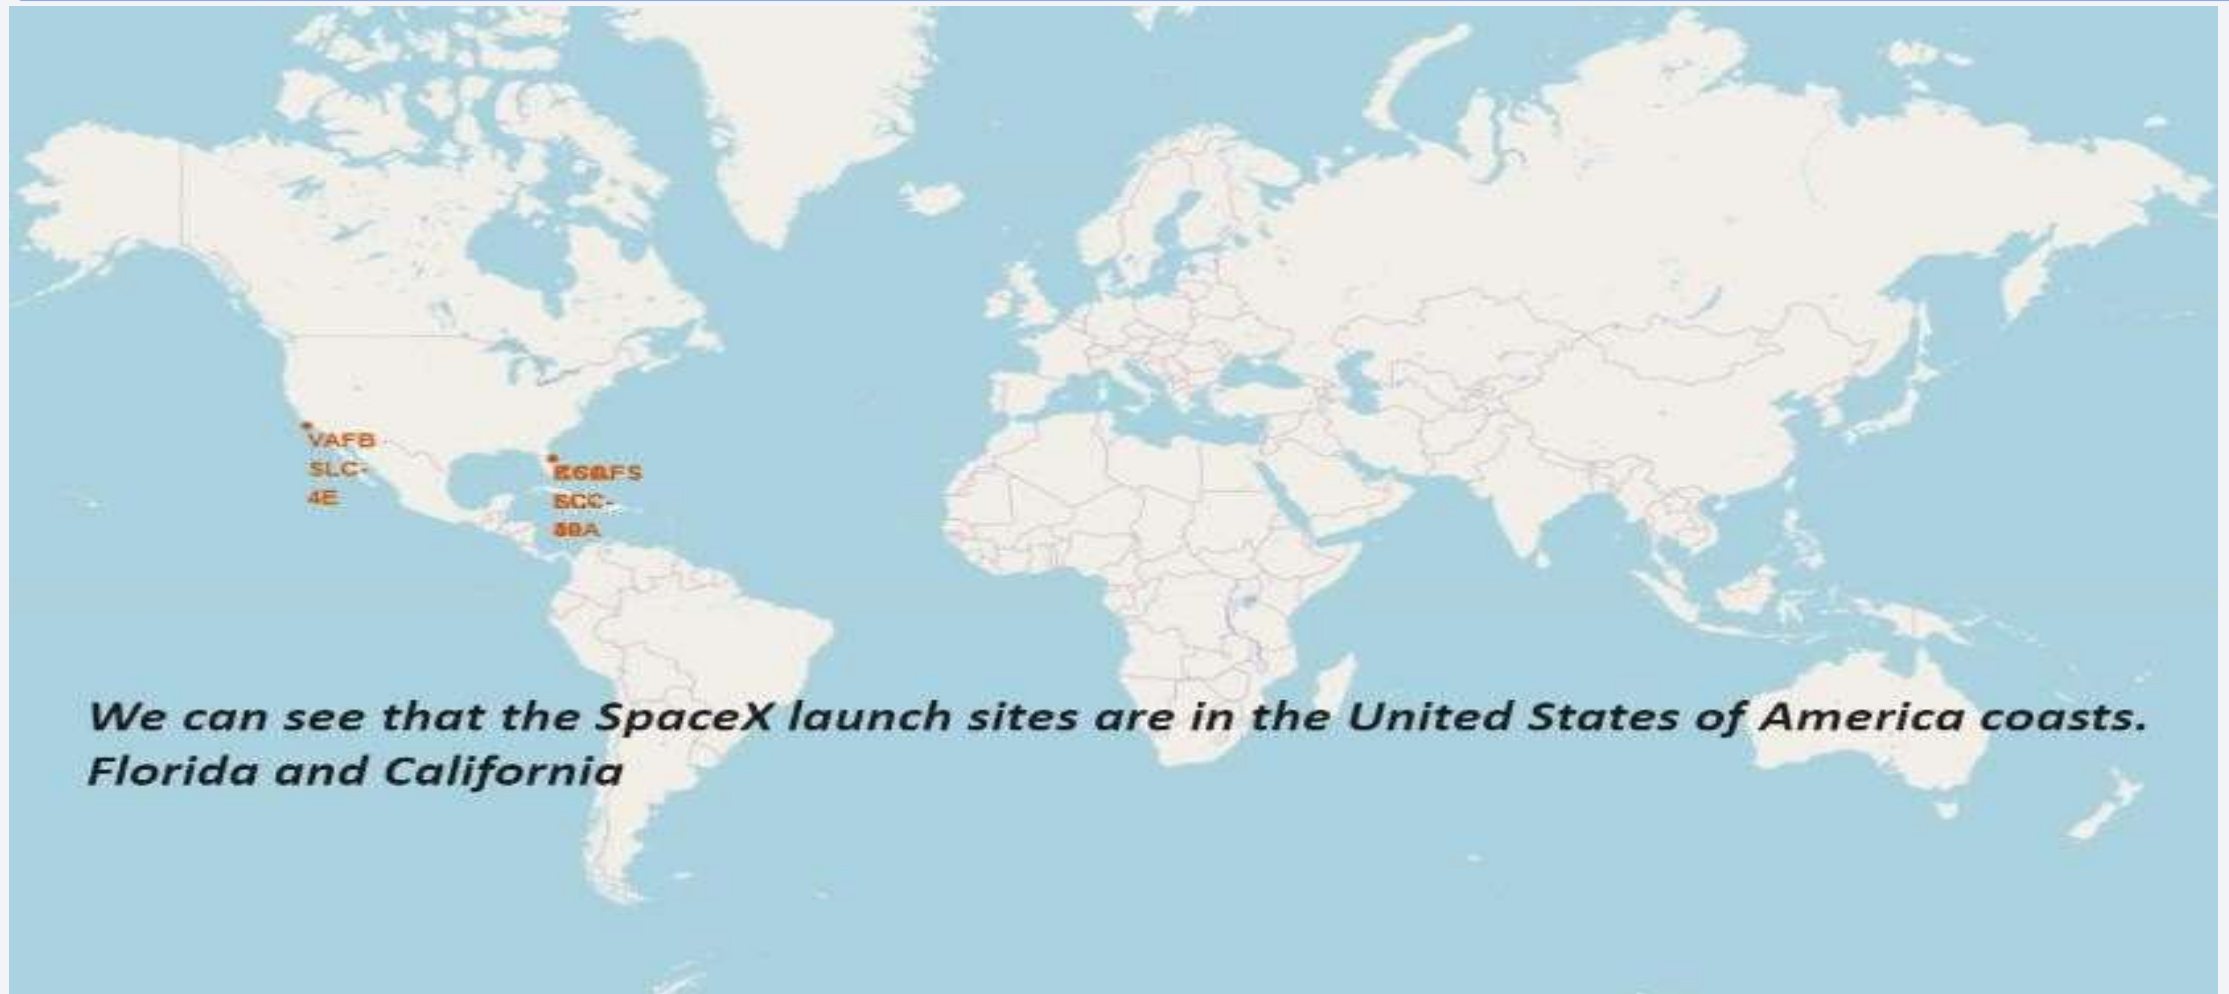 VAFB
SLC-
4E
We can see that the SpaceX launch sites are in the United States of America coasts.
Florida and California